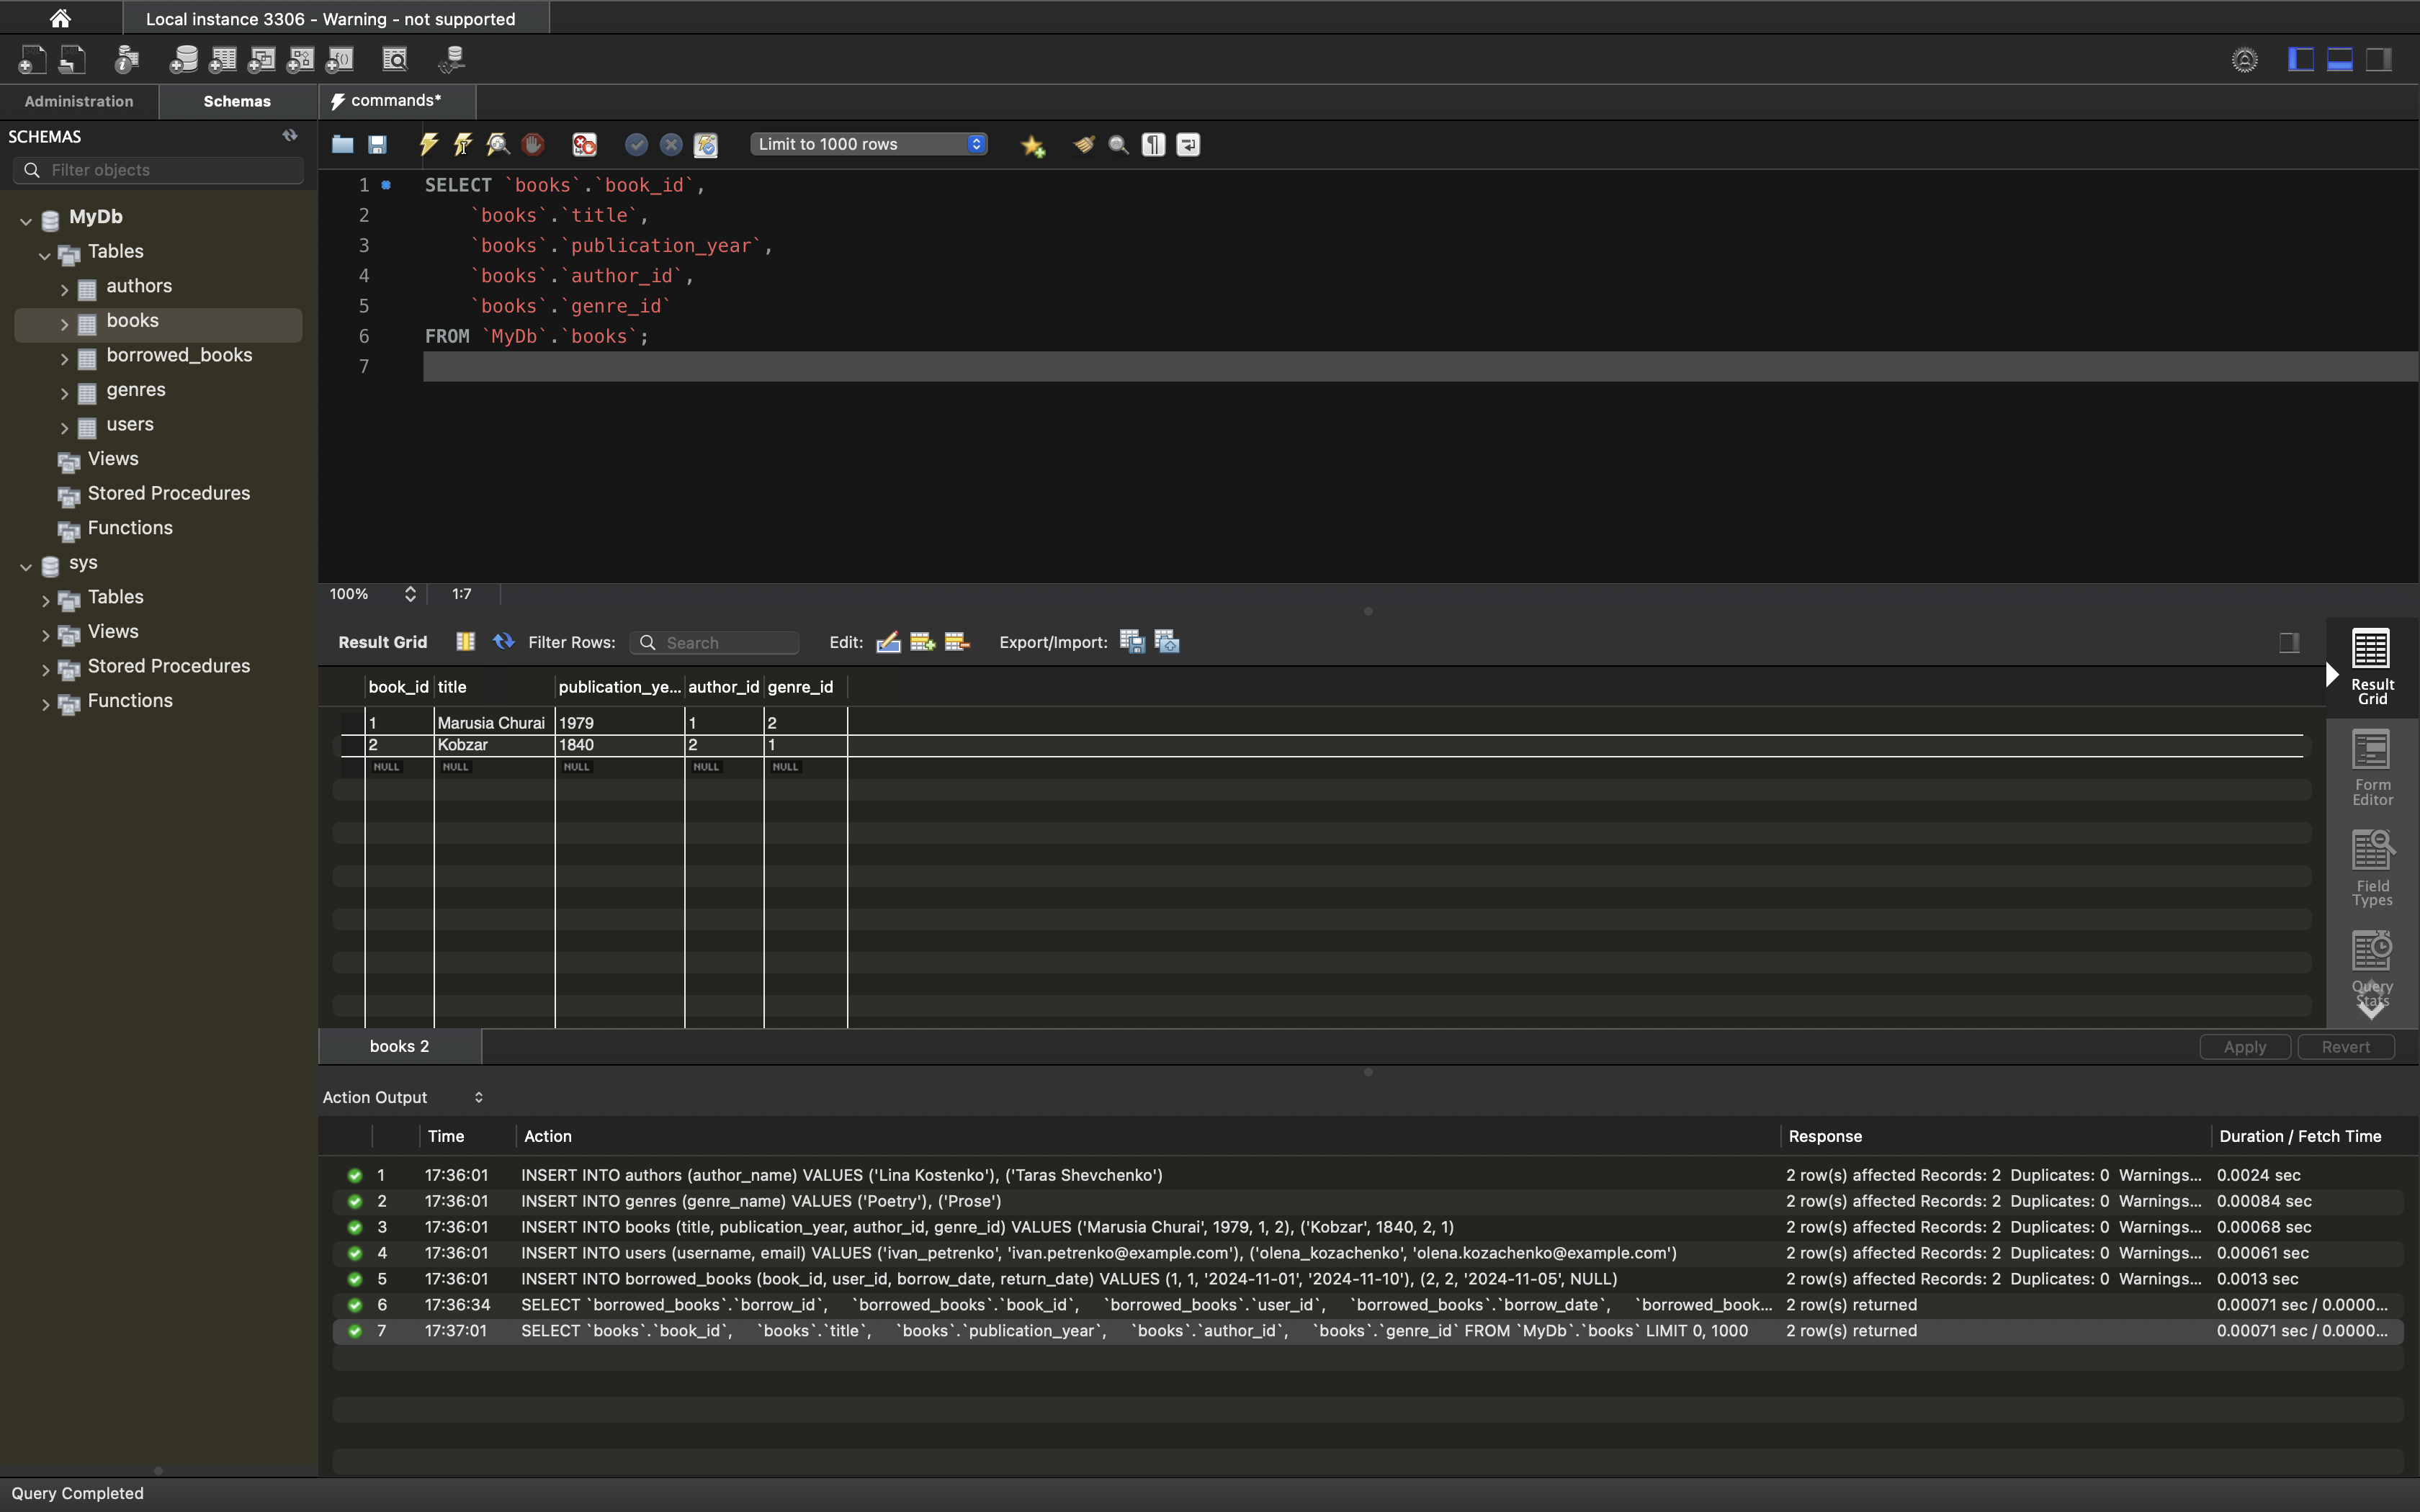 Local instance 3306 - Warning - not supported
Administration
Schemas
commands*
SCHEMAS
Filter objects
MyDb
Tables
authors
books
borrowed_books
genres
users
Views
Stored Procedures
Functions
sys
Tables
Views
Stored Procedures
Functions
Limit to 1000 rows
1 SELECT `books`.`book_id`,
2 `books`.`title`,
3 `books`.`publication_year`,
4 `books`.`author_id`,
5 `books`.`genre_id`
6 FROM `MyDb`.`books`;
7
100% 1:7
Result Grid Filter Rows: Search Edit: Export/Import:
book_id title publication_ye... author_id genre_id
1 Marusia Churai 1979 1 2
2 Kobzar 1840 2 1
NULL NULL NULL NULL NULL
Result
Grid
Form
Editor
Field
Types
Query
Stats
books 2
Apply Revert
Action Output
Time Action Response Duration / Fetch Time
1 17:36:01 INSERT INTO authors (author_name) VALUES ('Lina Kostenko'), ('Taras Shevchenko') 2 row(s) affected Records: 2 Duplicates: 0 Warnings... 0.0024 sec
2 17:36:01 INSERT INTO genres (genre_name) VALUES ('Poetry'), ('Prose') 2 row(s) affected Records: 2 Duplicates: 0 Warnings... 0.00084 sec
3 17:36:01 INSERT INTO books (title, publication_year, author_id, genre_id) VALUES ('Marusia Churai', 1979, 1, 2), ('Kobzar', 1840, 2, 1) 2 row(s) affected Records: 2 Duplicates: 0 Warnings... 0.00068 sec
4 17:36:01 INSERT INTO users (username, email) VALUES ('ivan_petrenko', 'ivan.petrenko@example.com'), ('olena_kozachenko', 'olena.kozachenko@example.com') 2 row(s) affected Records: 2 Duplicates: 0 Warnings... 0.00061 sec
5 17:36:01 INSERT INTO borrowed_books (book_id, user_id, borrow_date, return_date) VALUES (1, 1, '2024-11-01', '2024-11-10'), (2, 2, '2024-11-05', NULL) 2 row(s) affected Records: 2 Duplicates: 0 Warnings... 0.0013 sec
6 17:36:34 SELECT `borrowed_books`.`borrow_id`, `borrowed_books`.`book_id`, `borrowed_books`.`user_id`, `borrowed_books`.`borrow_date`, `borrowed_book... 2 row(s) returned 0.00071 sec / 0.0000...
7 17:37:01 SELECT `books`.`book_id`, `books`.`title`, `books`.`publication_year`, `books`.`author_id`, `books`.`genre_id` FROM `MyDb`.`books` LIMIT 0, 1000 2 row(s) returned 0.00071 sec / 0.0000...
Query Completed